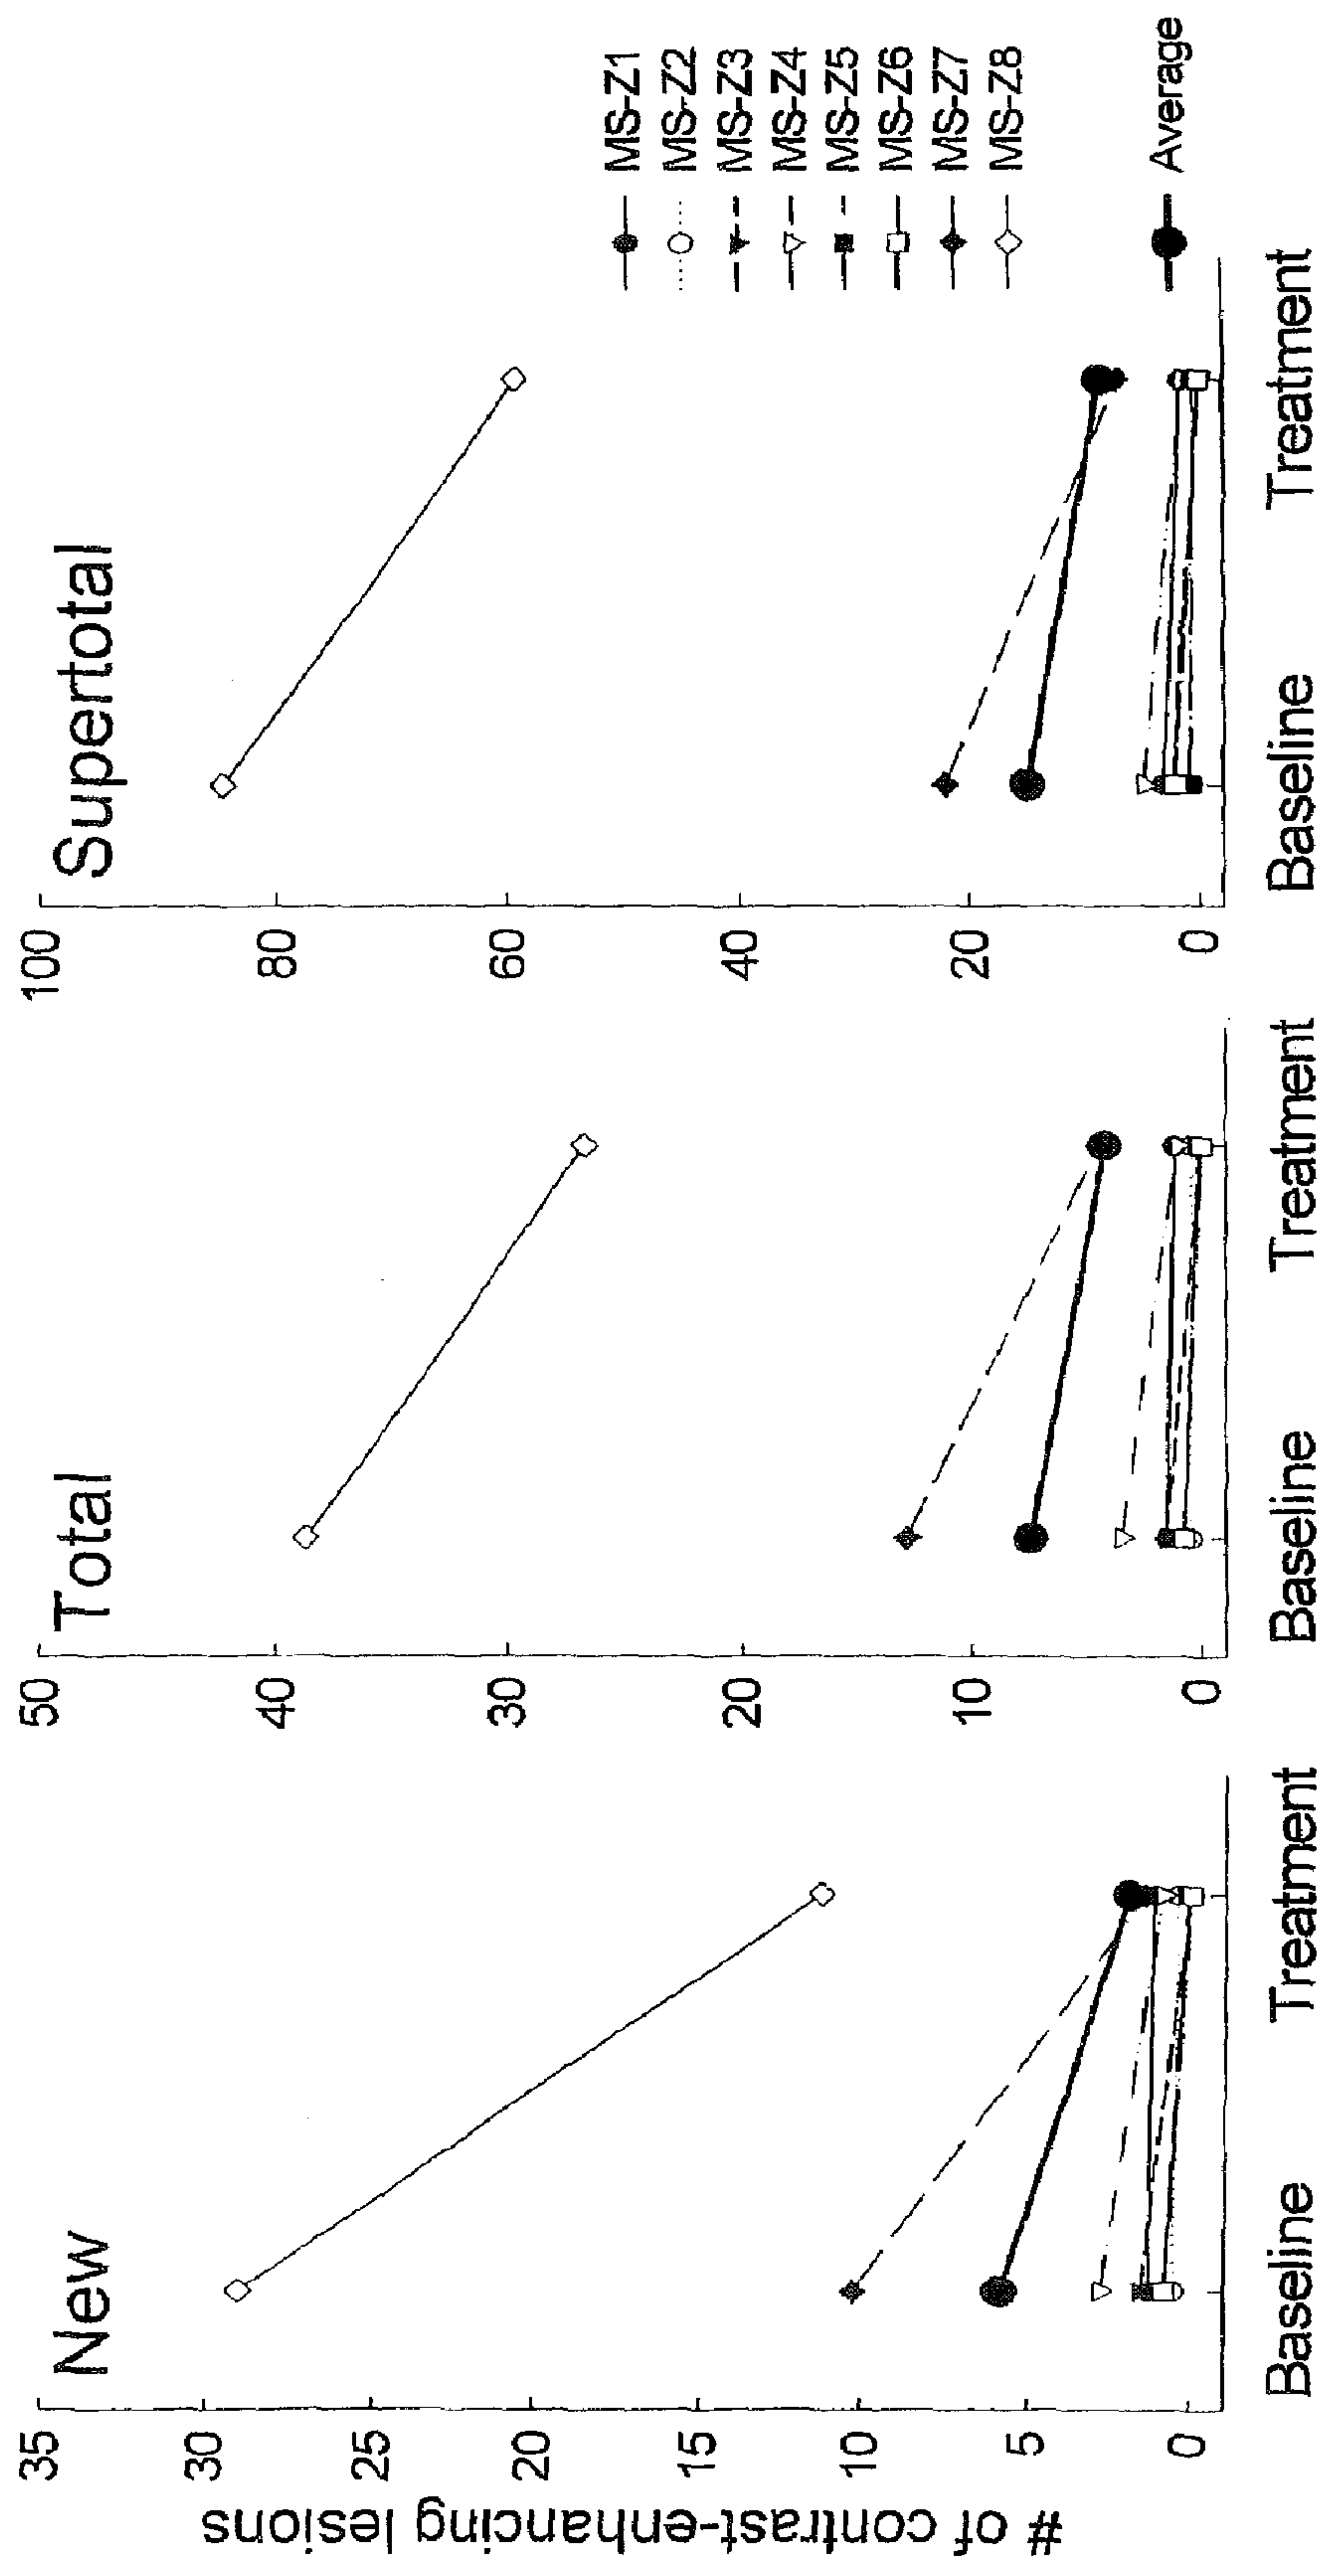 # of contrast-enhancing lesions
New
35
30
25
20
15
10
5
0
Baseline Treatment
Total
50
40
30
20
10
0
Baseline Treatment
Supertotal
100
80
60
40
20
0
Baseline Treatment
MS-Z1
MS-Z2
MS-Z3
MS-Z4
MS-Z5
MS-Z6
MS-Z7
MS-Z8
Average